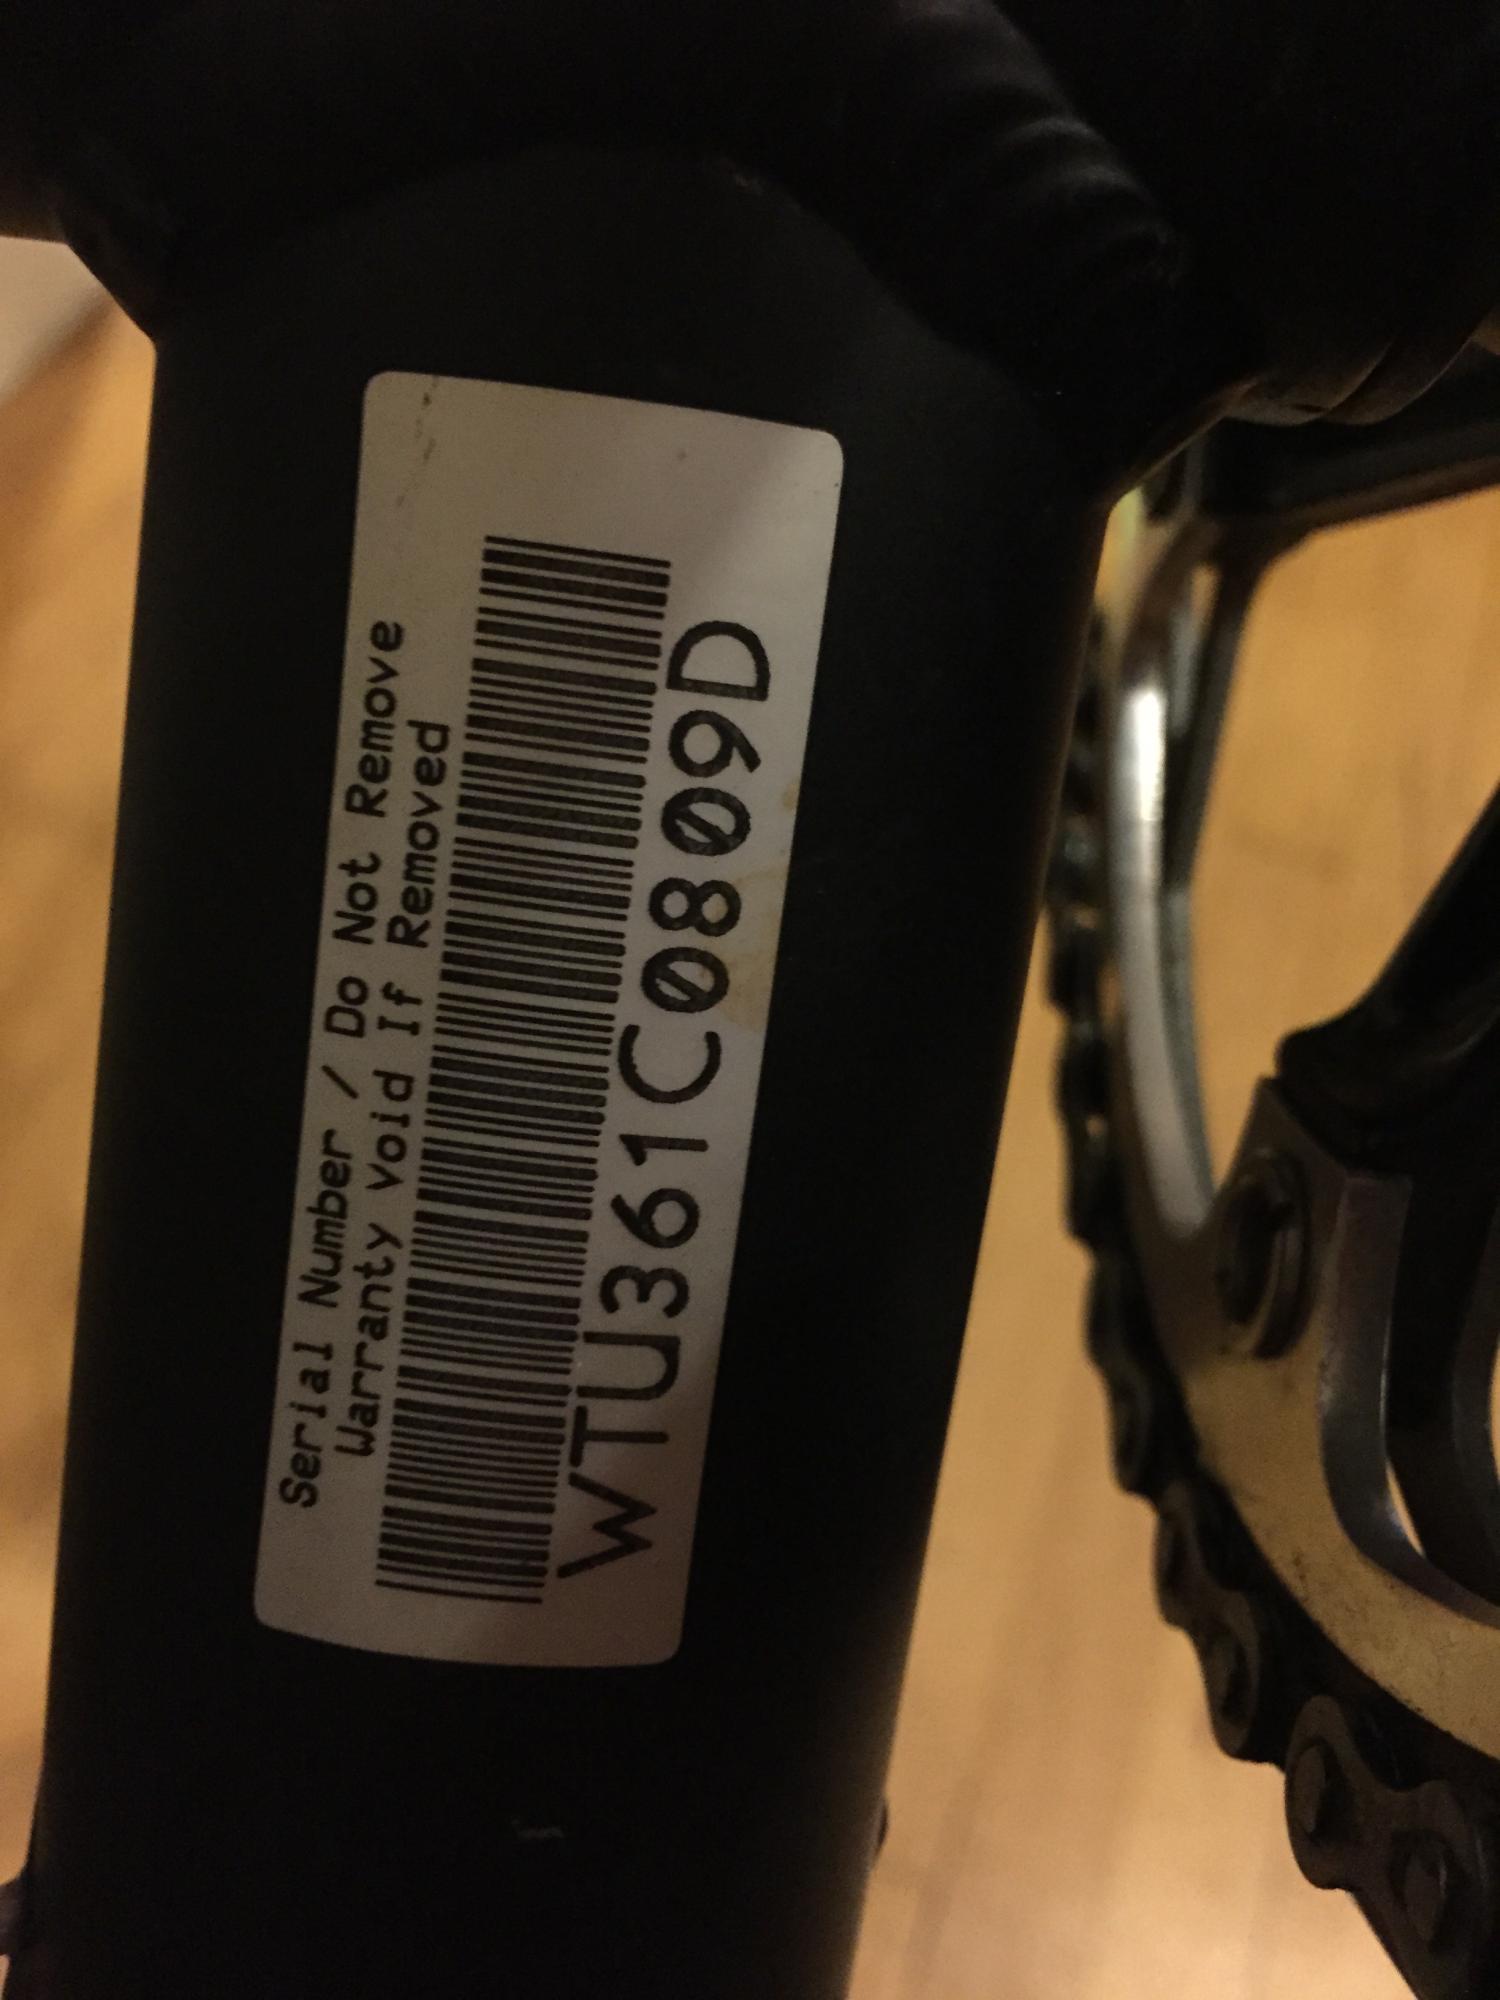 Serial Number / Do Not Remove
Warranty Void If Removed
WTU361C0809D